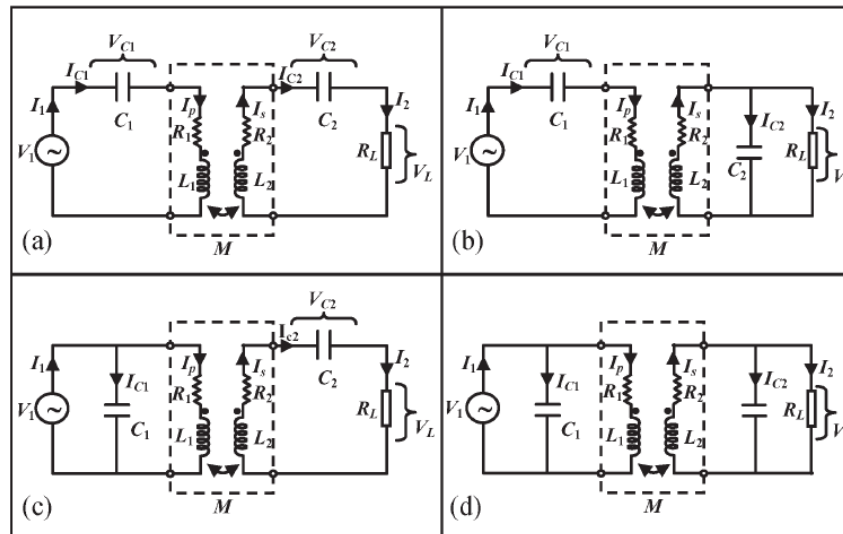 V_C1 V_C2
I_C1 I_C2
I_1 C_1 I_p I_s C_2 I_2
R_1 R_2
V_1 R_L V_L
L_1 L_2
(a) M
V_C1
I_C1
I_1 C_1 I_p I_s I_2
R_1 R_2 I_C2
V_1 C_2 R_L V
L_1 L_2
(b) M
V_C2
I_c2
I_1 I_p I_s C_2 I_2
I_C1 R_1 R_2
V_1 C_1 R_L V_L
L_1 L_2
(c) M
I_1 I_p I_s I_2
I_C1 R_1 R_2 I_C2
V_1 C_1 R_L V
L_1 L_2
(d) M